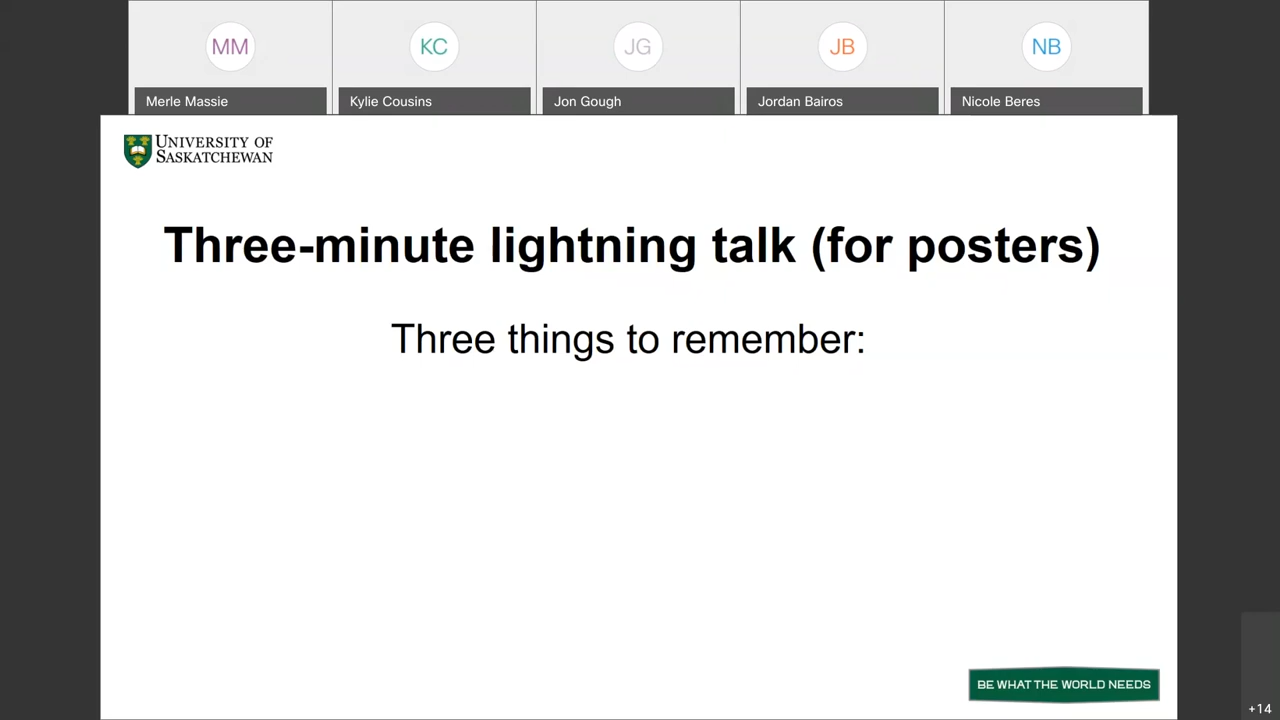 MM
KC
JG
JB
NB
Merle Massie
Kylie Cousins
Jon Gough
Jordan Bairos
Nicole Beres
UNIVERSITY OF
SASKATCHEWAN
Three-minute lightning talk (for posters)
Three things to remember:
BE WHAT THE WORLD NEEDS
+14